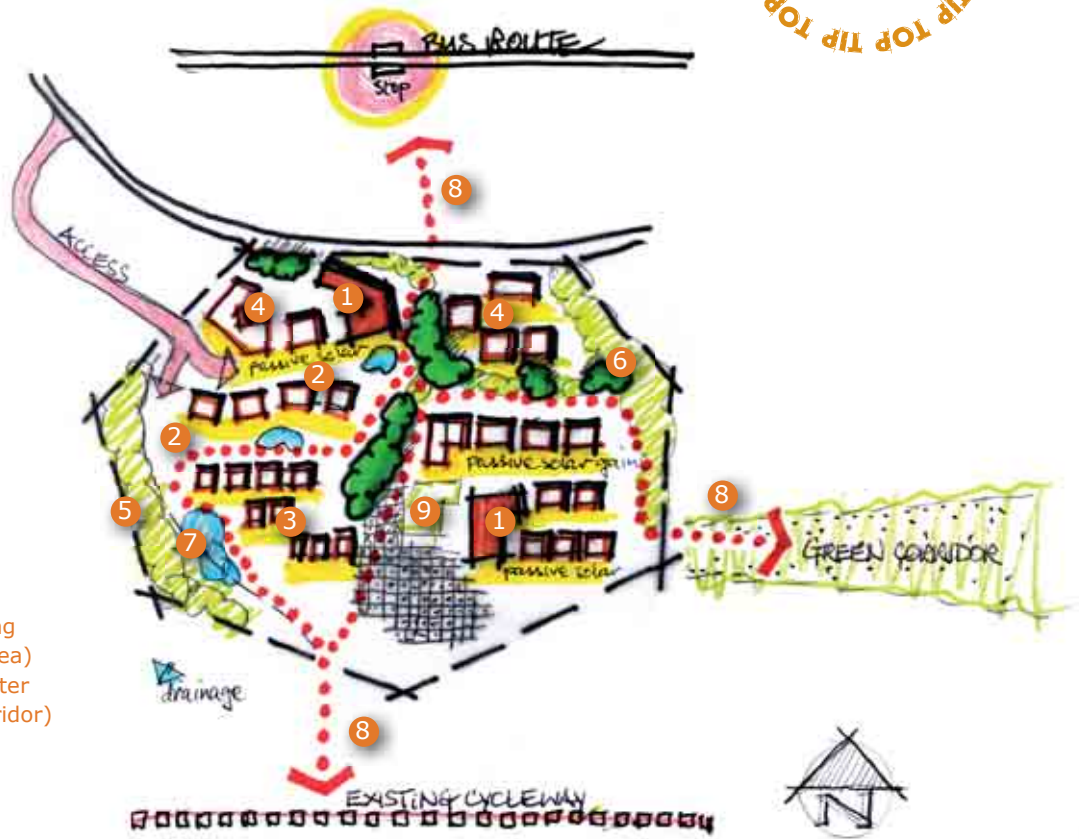 TIP TOP TIP TOP TIP
BUS ROUTE
Stop
8
ACCESS
4
1
4
passive solar
2
6
2
passive solar gain
5
3
9
1
8
7
GREEN CORRIDOR
passive solar
drainage
8
EXISTING CYCLEWAY
N
ng
ea)
ter
ridor)